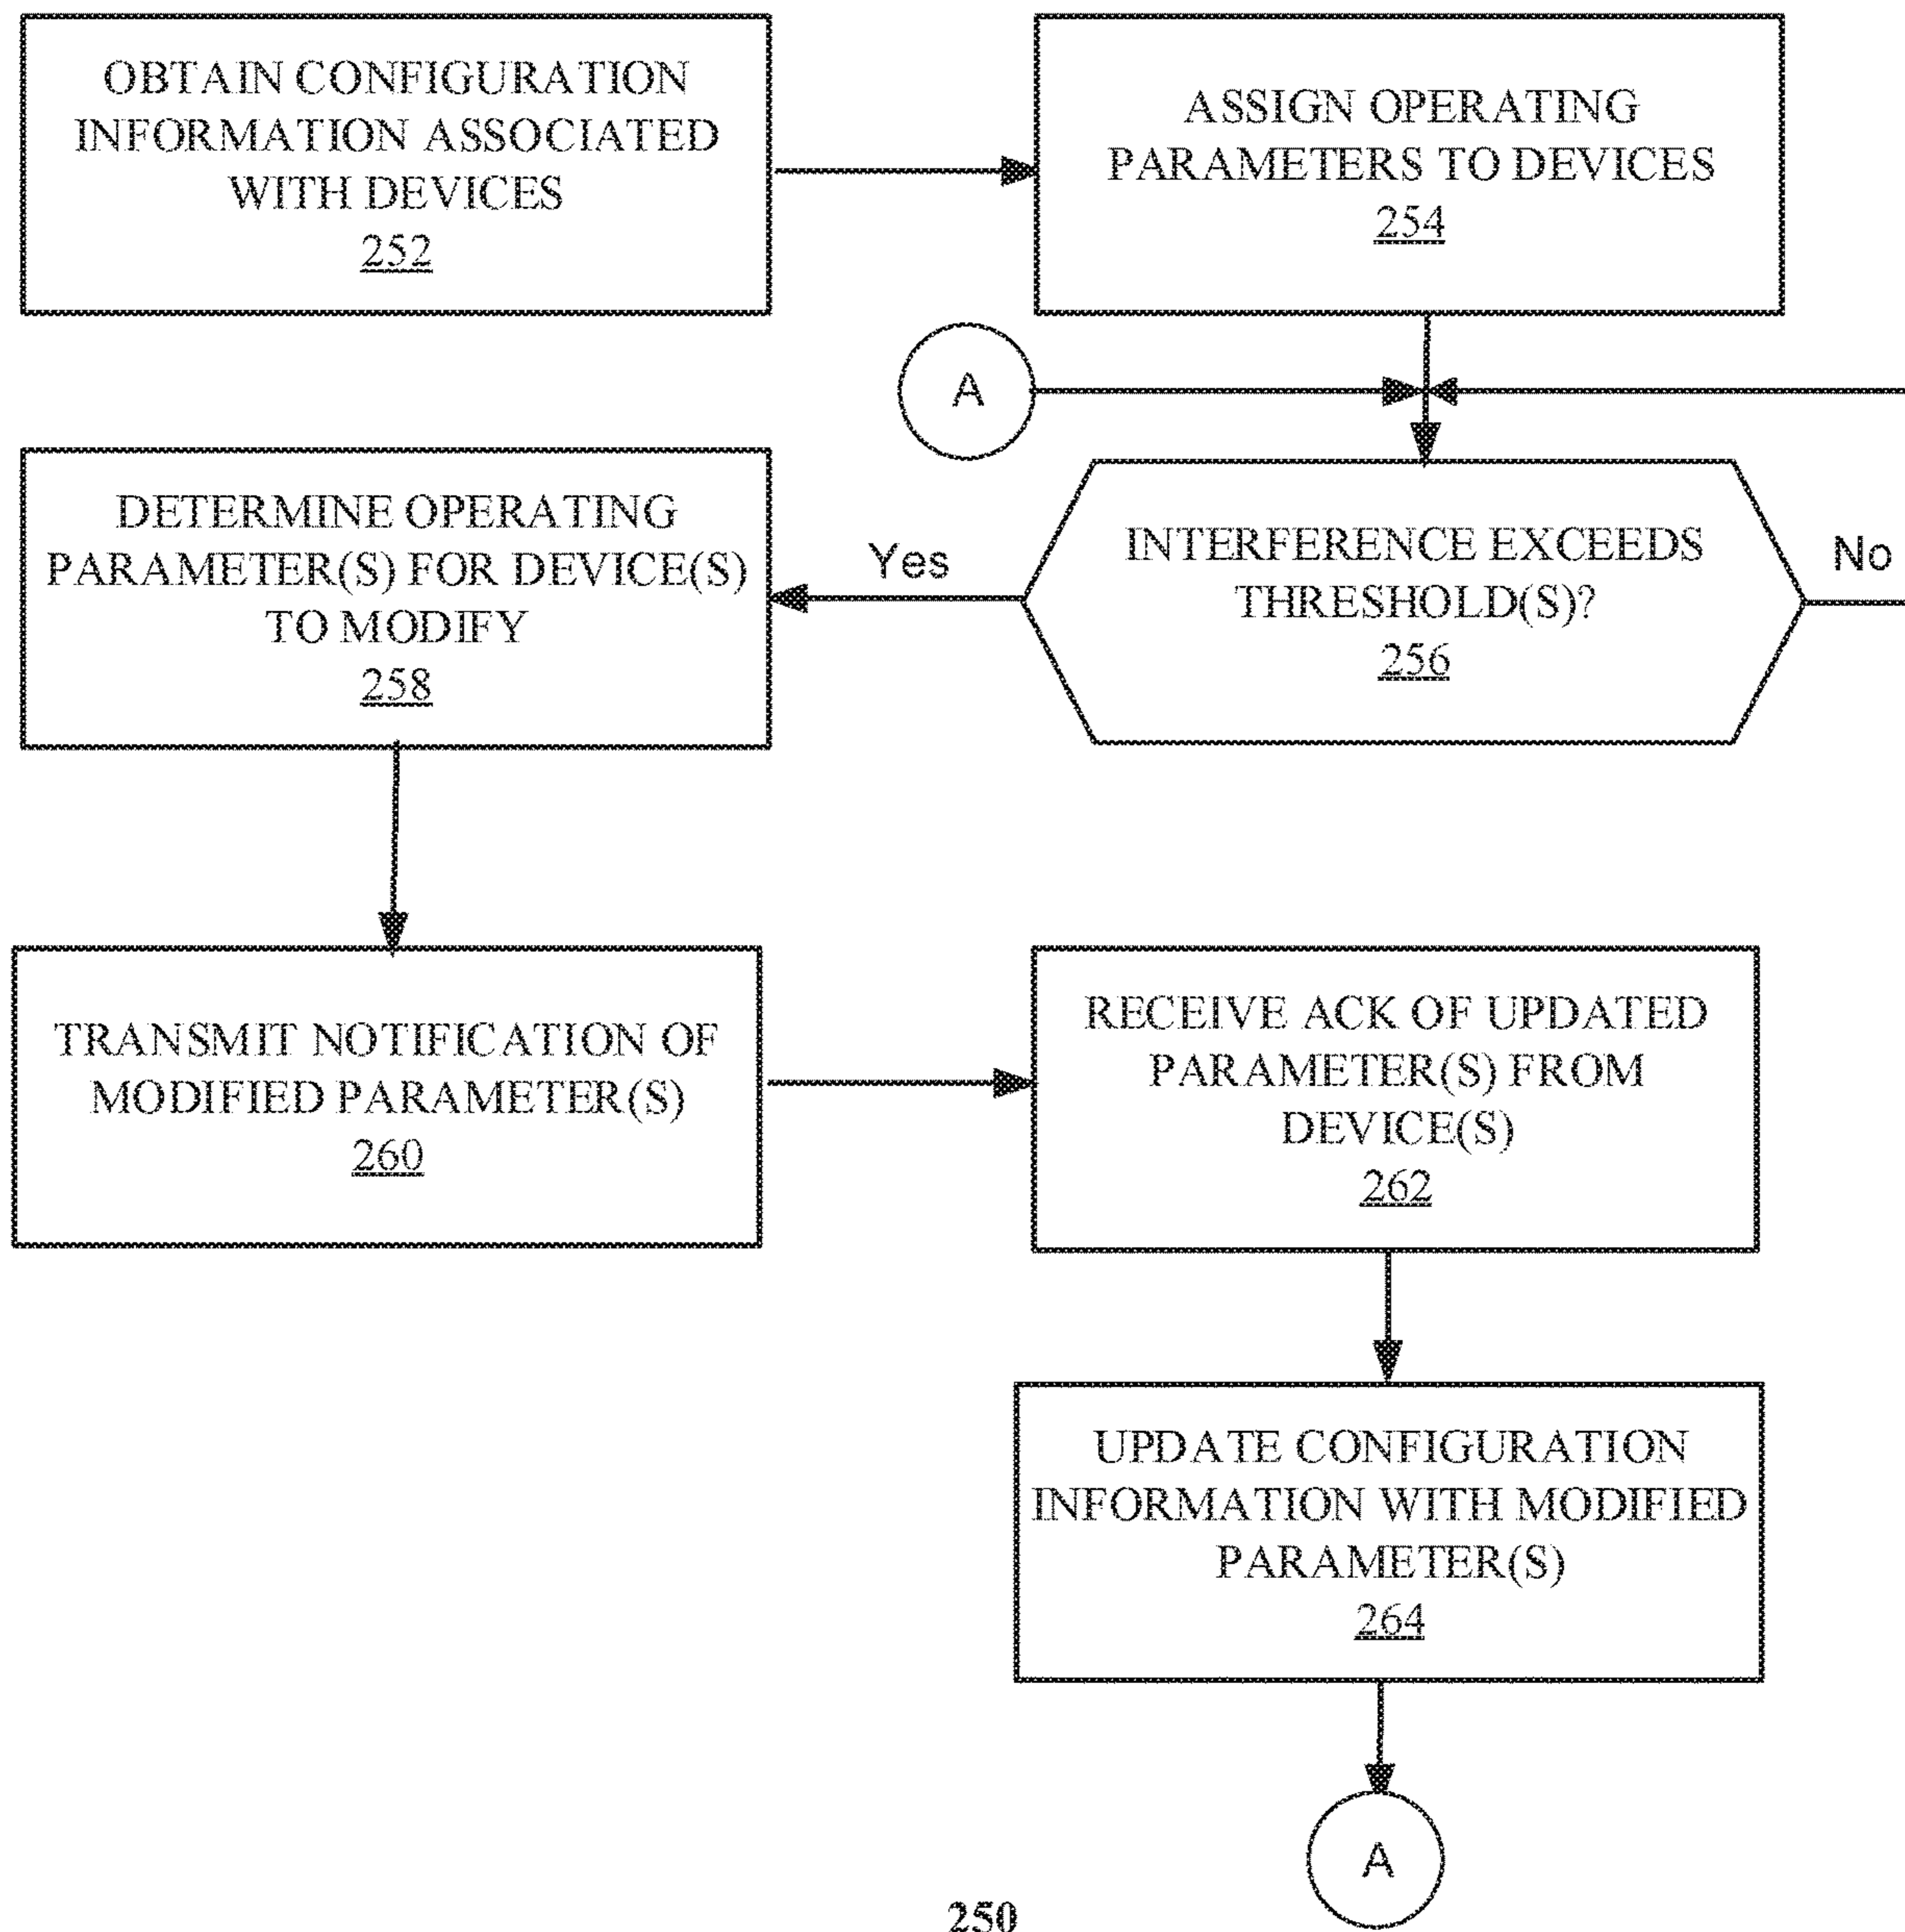 OBTAIN CONFIGURATION
INFORMATION ASSOCIATED
WITH DEVICES
252
ASSIGN OPERATING
PARAMETERS TO DEVICES
254
A
INTERFERENCE EXCEEDS
THRESHOLD(S)?
256
Yes
No
DETERMINE OPERATING
PARAMETER(S) FOR DEVICE(S)
TO MODIFY
258
TRANSMIT NOTIFICATION OF
MODIFIED PARAMETER(S)
260
RECEIVE ACK OF UPDATED
PARAMETER(S) FROM
DEVICE(S)
262
UPDATE CONFIGURATION
INFORMATION WITH MODIFIED
PARAMETER(S)
264
A
250